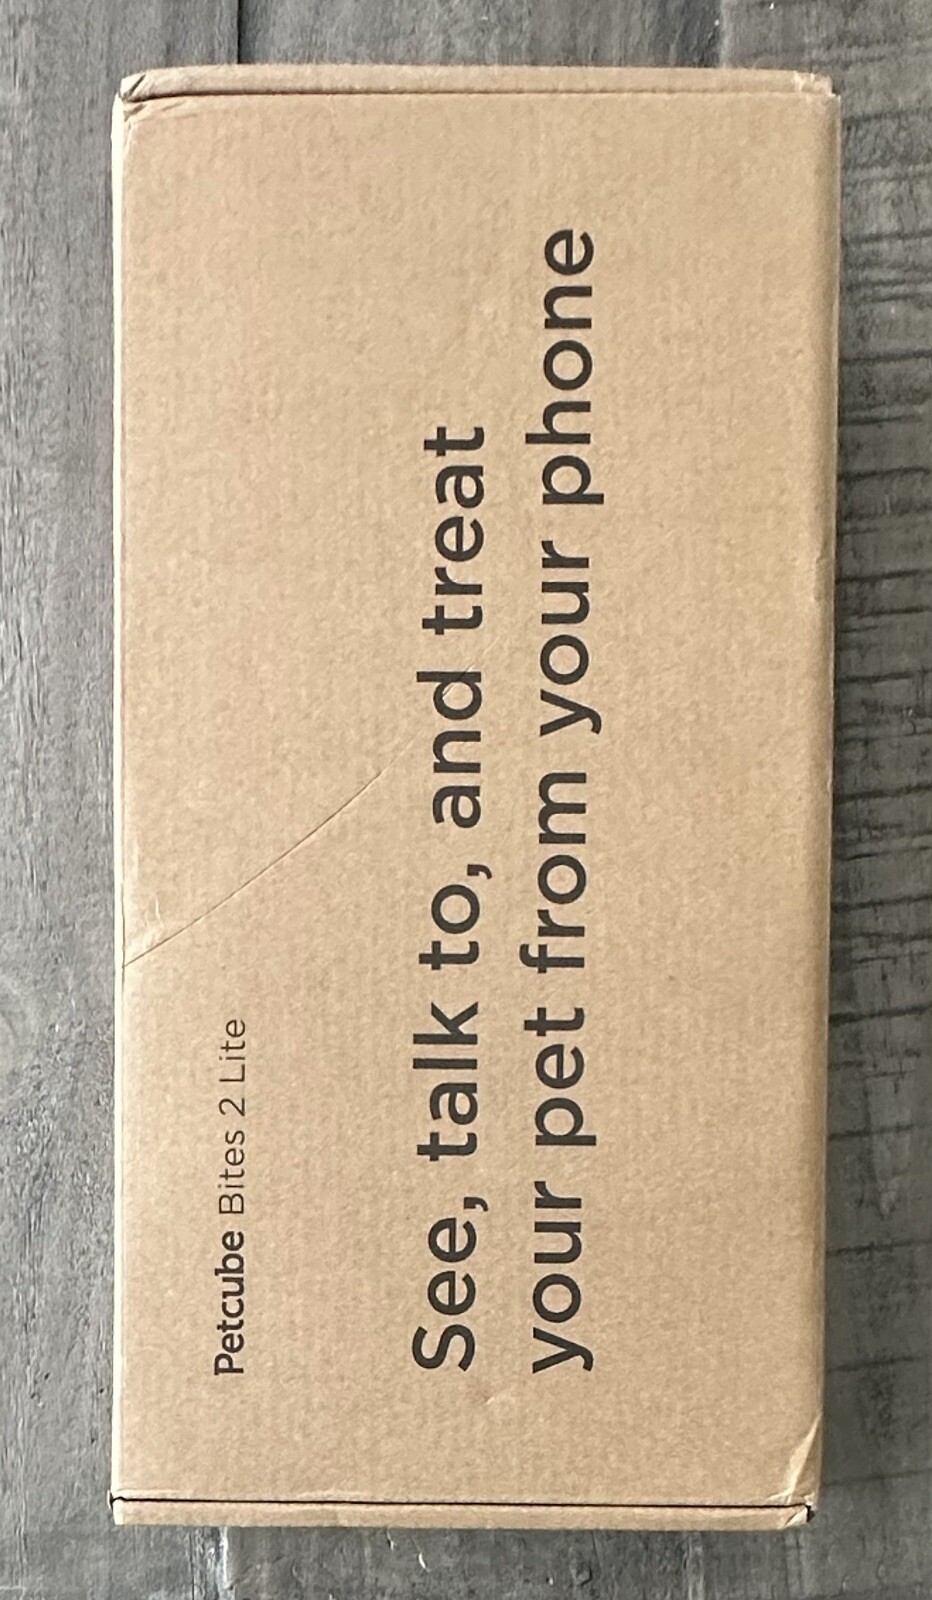 Petcube Bites 2 Lite
See, talk to, and treat
your pet from your phone